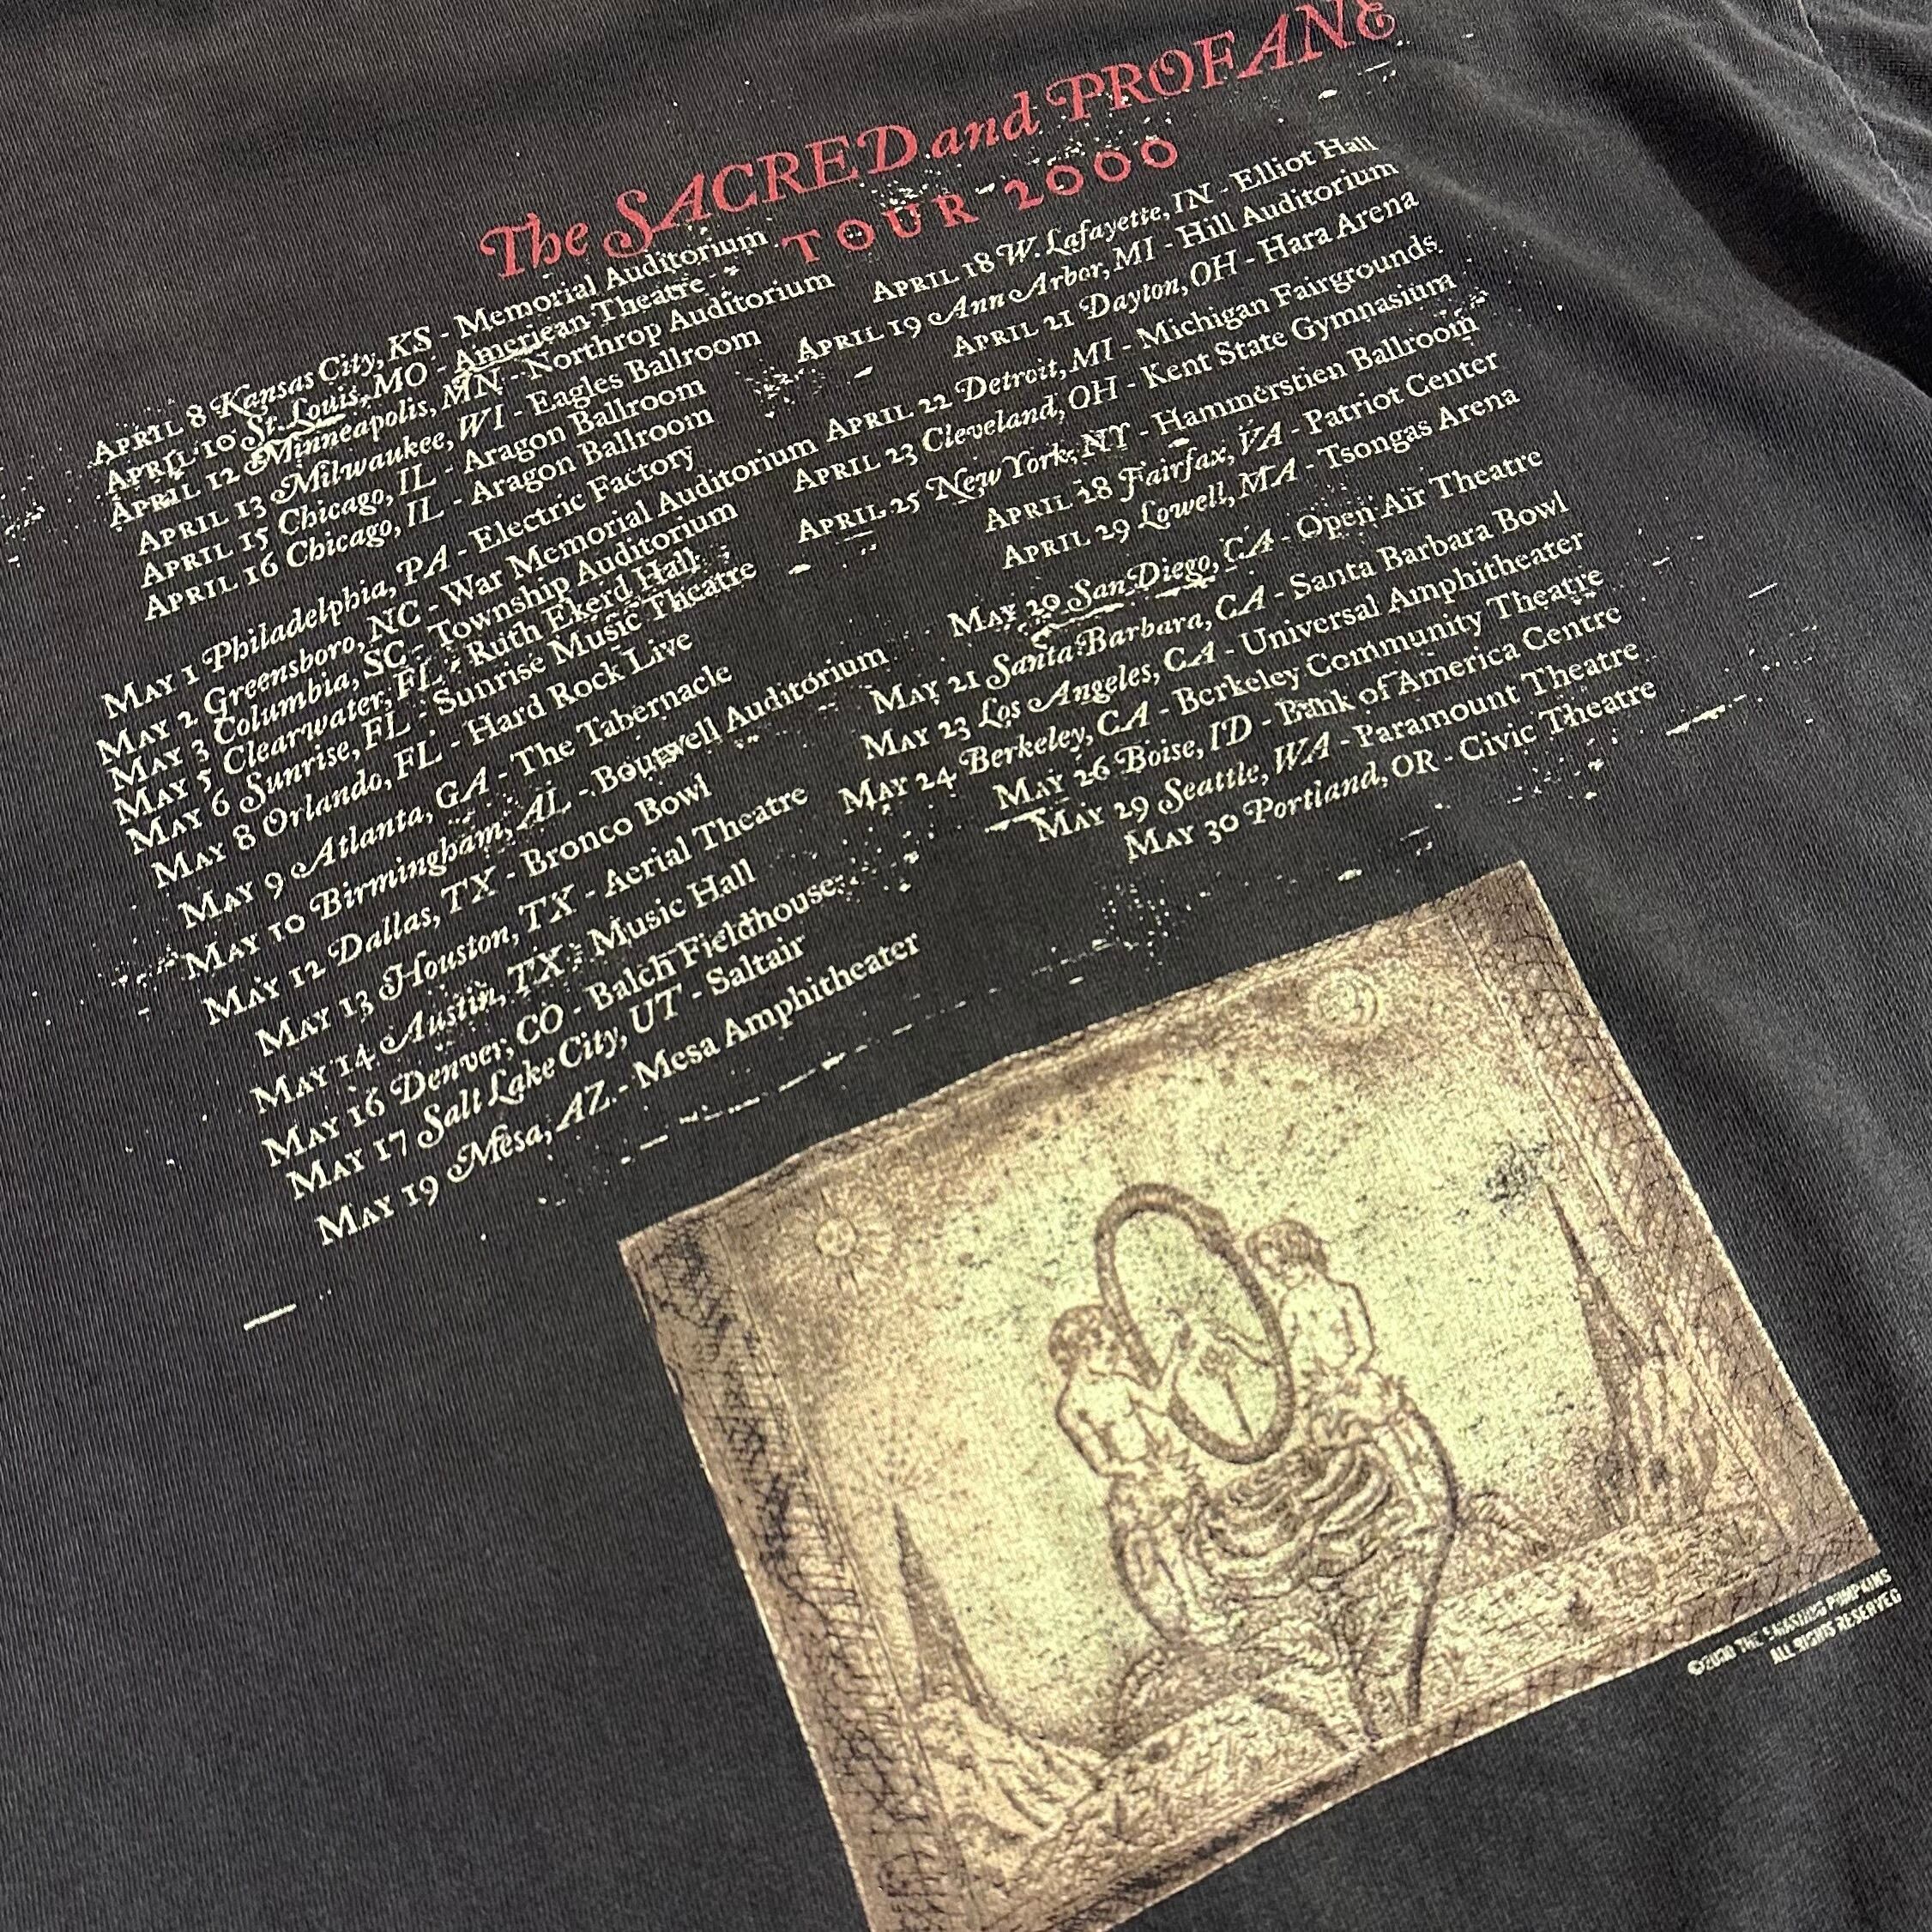 The SACRED and PROFANE
TOUR 2000
APRIL 8 Kansas City, KS - Memorial Auditorium
APRIL 10 St. Louis, MO - American Theatre
APRIL 12 Minneapolis, MN - Northrop Auditorium
APRIL 13 Milwaukee, WI - Eagles Ballroom
APRIL 15 Chicago, IL - Aragon Ballroom
APRIL 16 Chicago, IL - Aragon Ballroom
MAY 1 Philadelphia, PA - Electric Factory
MAY 2 Greensboro, NC - War Memorial Auditorium
MAY 3 Columbia, SC - Township Auditorium
MAY 5 Clearwater, FL - Ruth Ekerd Hall
MAY 6 Sunrise, FL - Sunrise Music Theatre
MAY 8 Orlando, FL - Hard Rock Live
MAY 9 Atlanta, GA - The Tabernacle
MAY 10 Birmingham, AL - Boutwell Auditorium
MAY 12 Dallas, TX - Bronco Bowl
MAY 13 Houston, TX - Aerial Theatre
MAY 14 Austin, TX - Music Hall
MAY 16 Denver, CO - Balch Fieldhouse
MAY 17 Salt Lake City, UT - Saltair
MAY 19 Mesa, AZ - Mesa Amphitheater
APRIL 18 W. Lafayette, IN - Elliot Hall
APRIL 19 Ann Arbor, MI - Hill Auditorium
APRIL 21 Dayton, OH - Hara Arena
APRIL 22 Detroit, MI - Michigan Fairgrounds
APRIL 23 Cleveland, OH - Kent State Gymnasium
APRIL 25 New York, NY - Hammerstien Ballroom
APRIL 28 Fairfax, VA - Patriot Center
APRIL 29 Lowell, MA - Tsongas Arena
MAY 20 San Diego, CA - Open Air Theatre
MAY 21 Santa Barbara, CA - Santa Barbara Bowl
MAY 23 Los Angeles, CA - Universal Amphitheater
MAY 24 Berkeley, CA - Berkeley Community Theatre
MAY 26 Boise, ID - Bank of America Centre
MAY 29 Seattle, WA - Paramount Theatre
MAY 30 Portland, OR - Civic Theatre
©2000 THE SMASHING PUMPKINS
ALL RIGHTS RESERVED